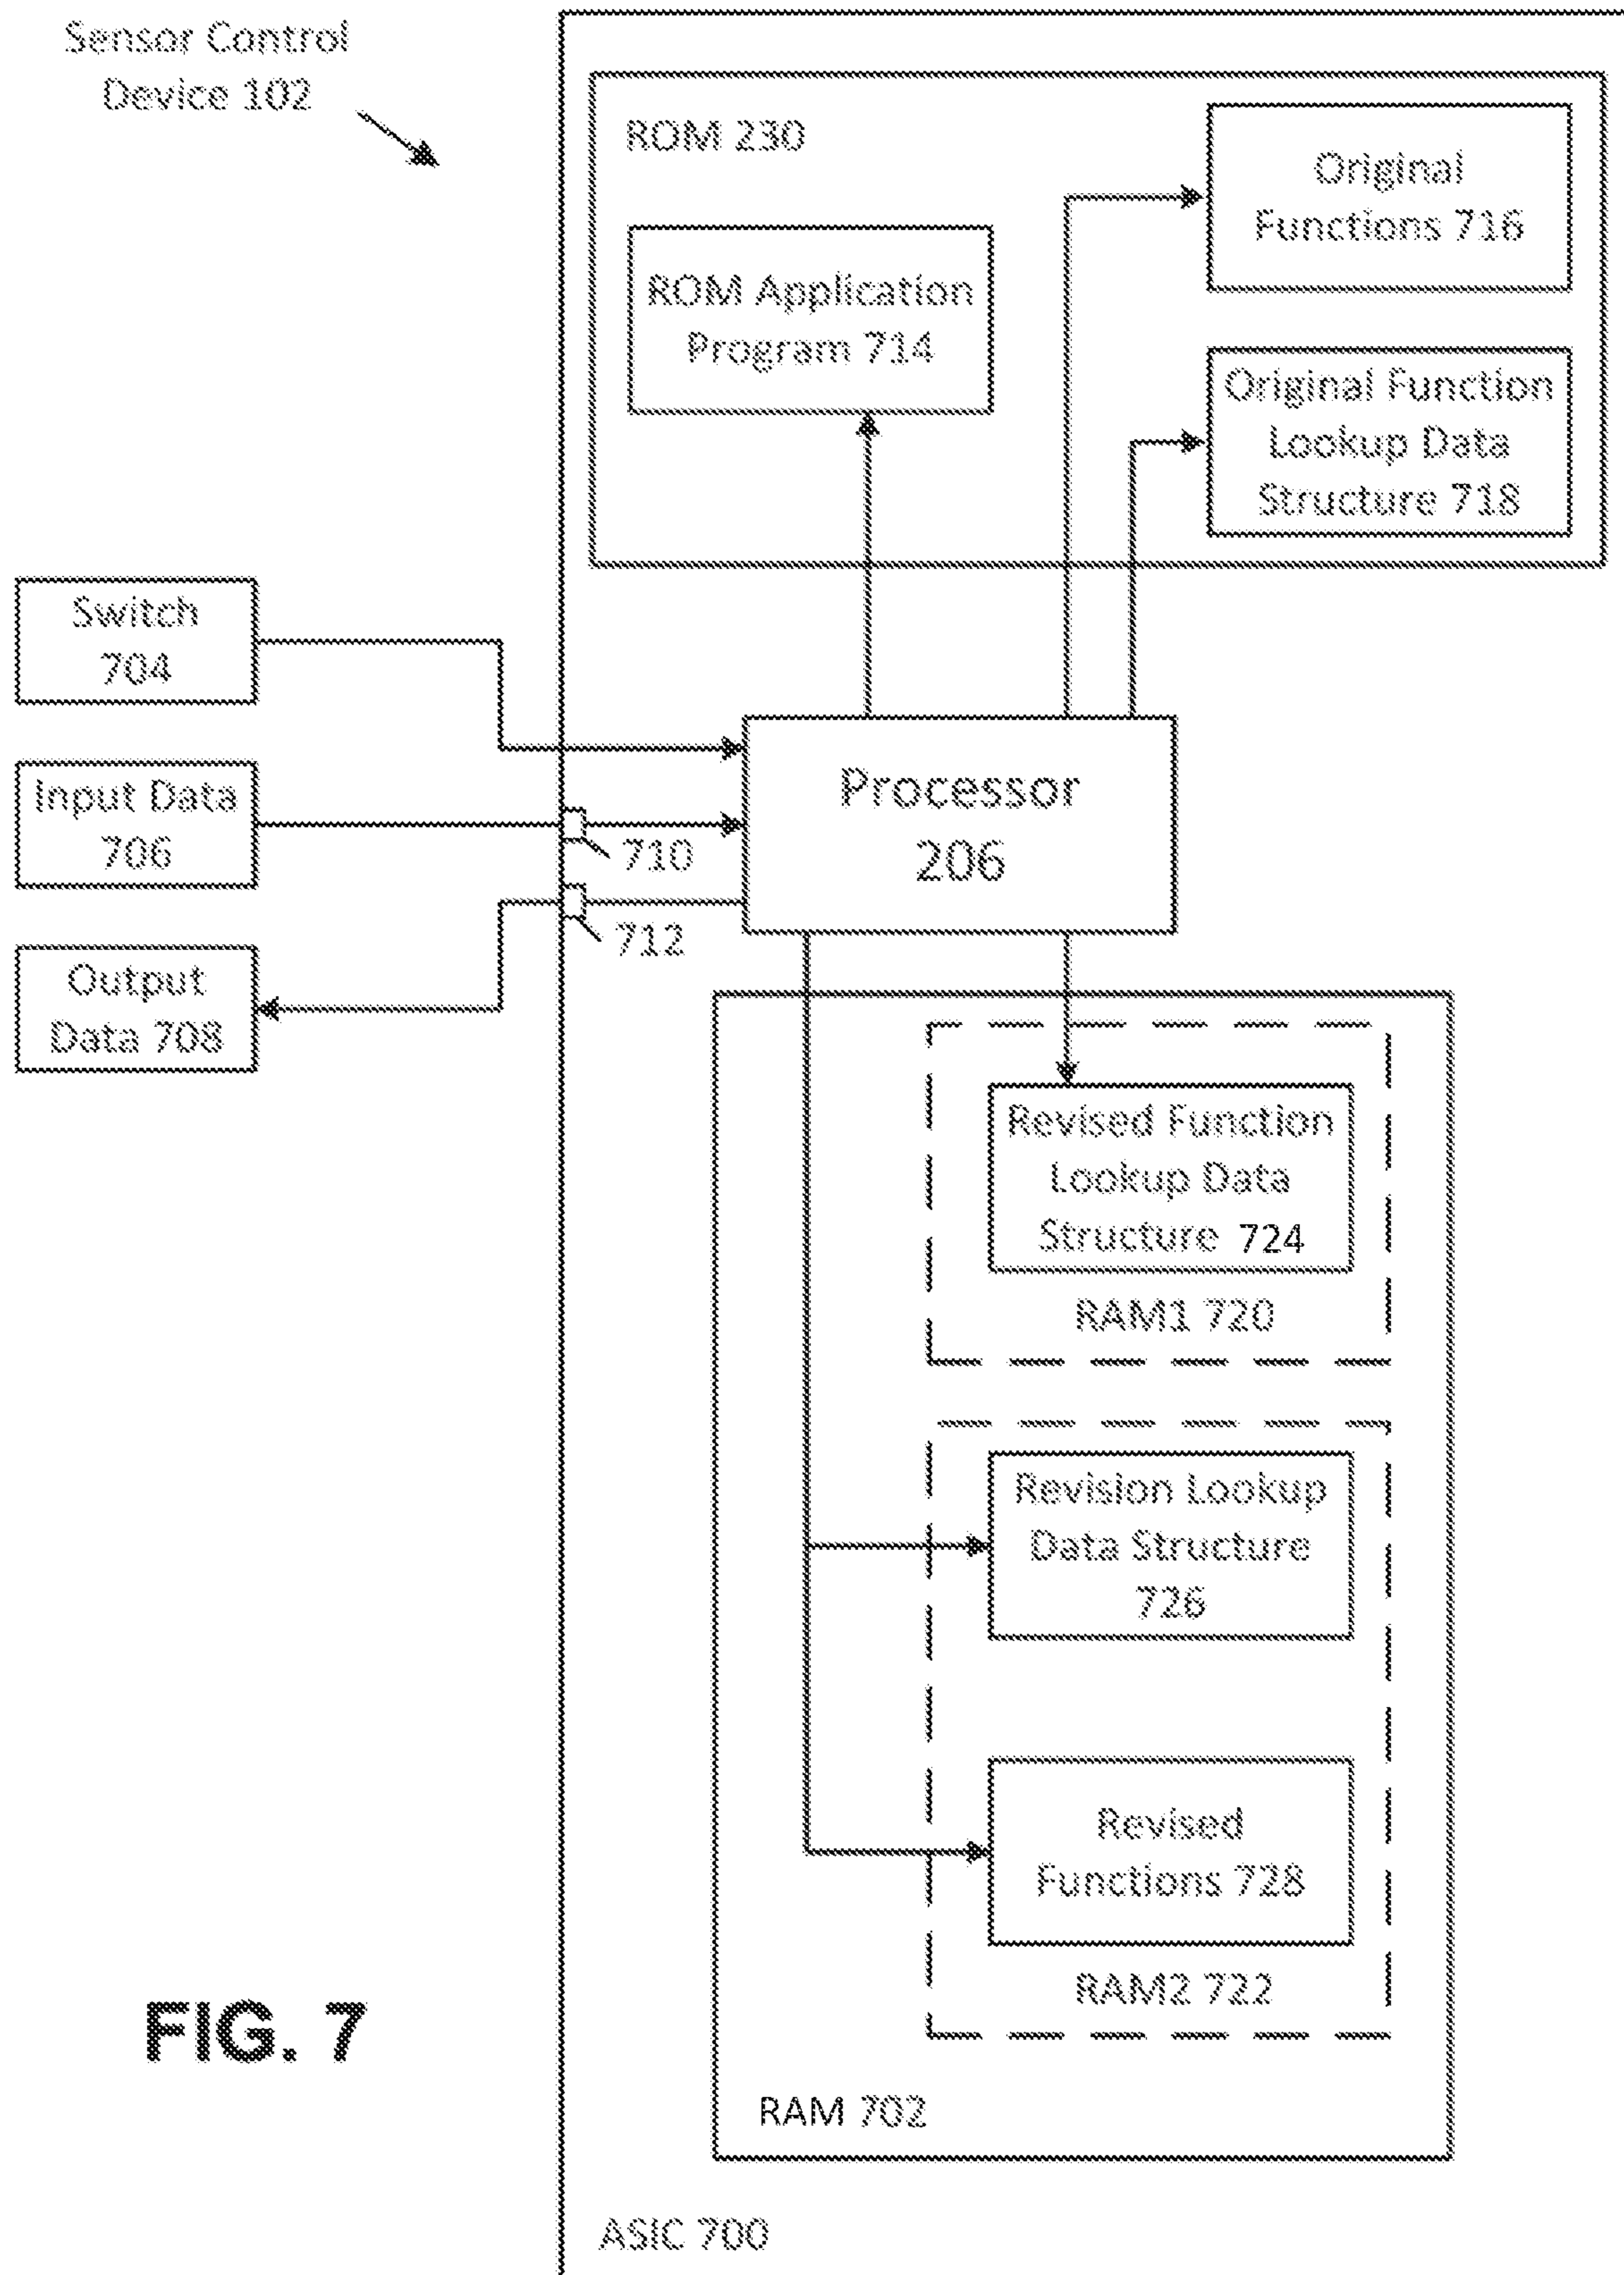 Sensor Control
Device 102
ROM 230
Original
Functions 716
ROM Application
Program 714
Original Function
Lookup Data
Structure 718
Switch
704
Input Data
706
Output
Data 708
710
712
Processor
206
Revised Function
Lookup Data
Structure 724
RAM1 720
Revision Lookup
Data Structure
726
Revised
Functions 728
RAM2 722
RAM 702
ASIC 700
FIG. 7